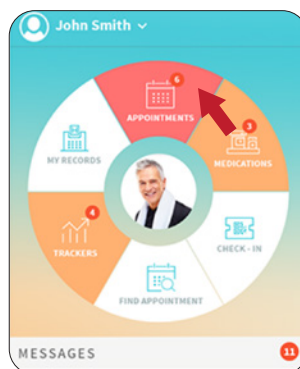 John Smith
6
APPOINTMENTS
3
MY RECORDS
MEDICATIONS
4
TRACKERS
CHECK - IN
FIND APPOINTMENT
MESSAGES
11